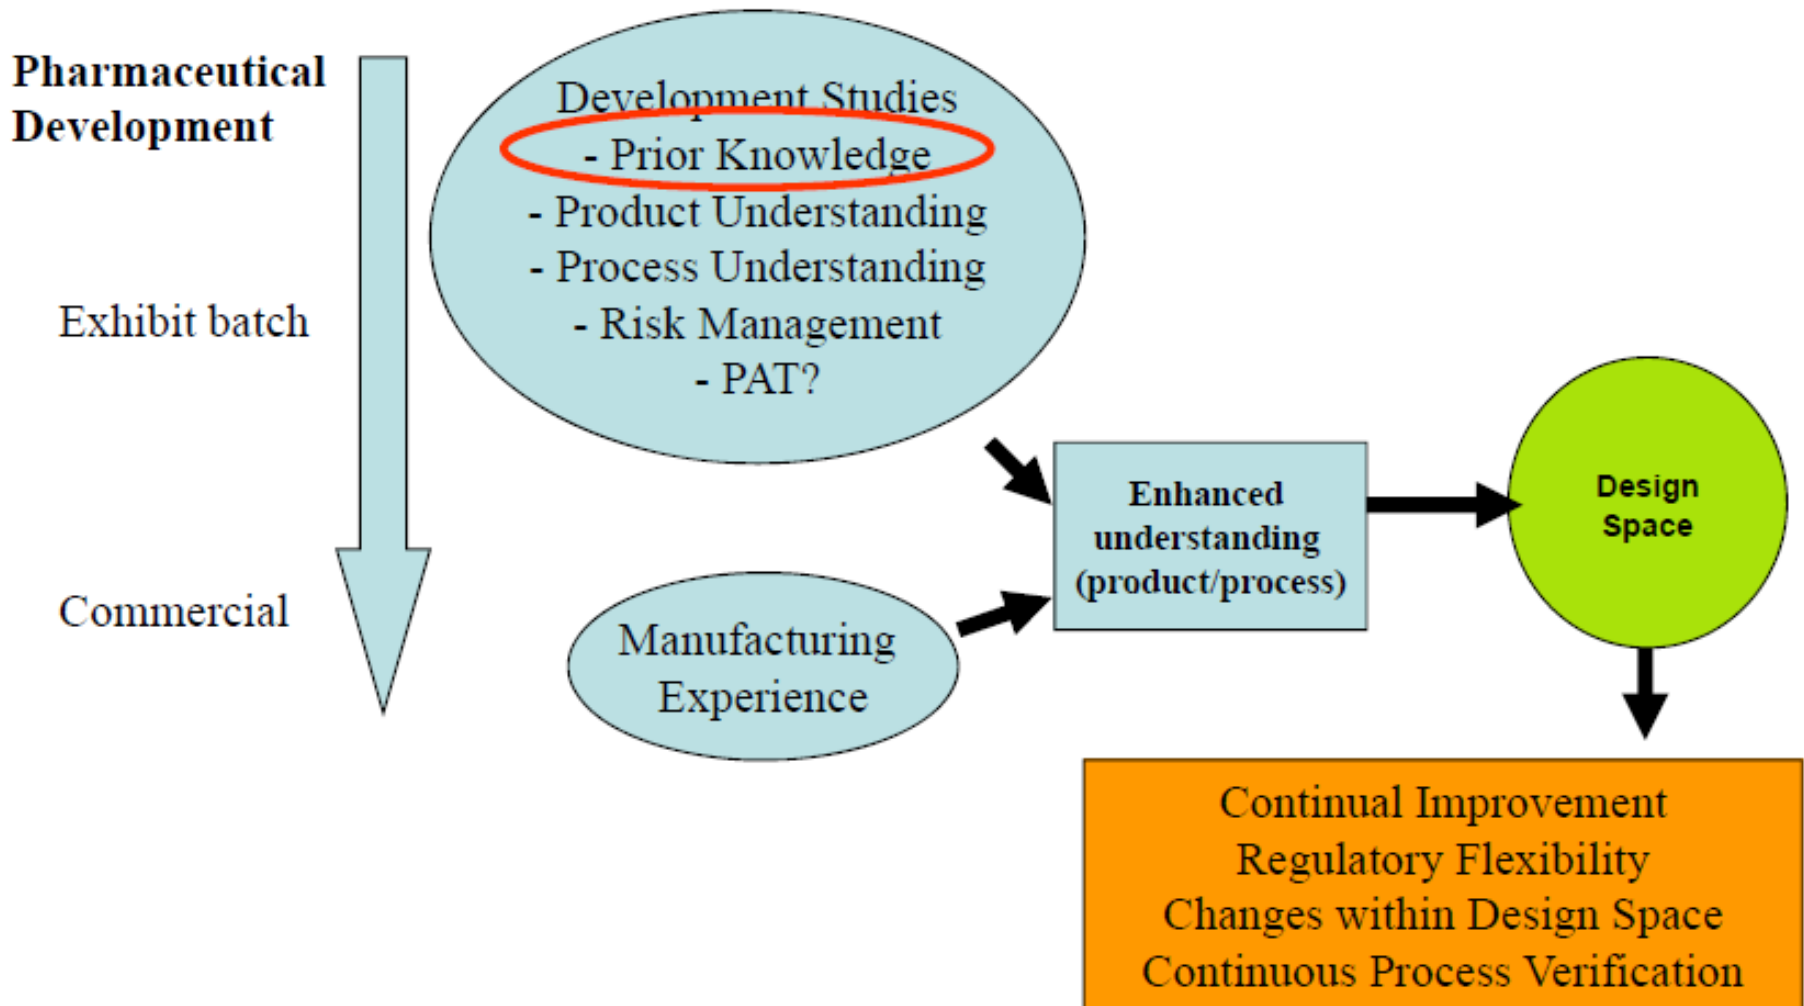 Pharmaceutical
Development
Exhibit batch
Commercial
Development Studies
- Prior Knowledge
- Product Understanding
- Process Understanding
- Risk Management
- PAT?
Manufacturing
Experience
Enhanced
understanding
(product/process)
Design
Space
Continual Improvement
Regulatory Flexibility
Changes within Design Space
Continuous Process Verification